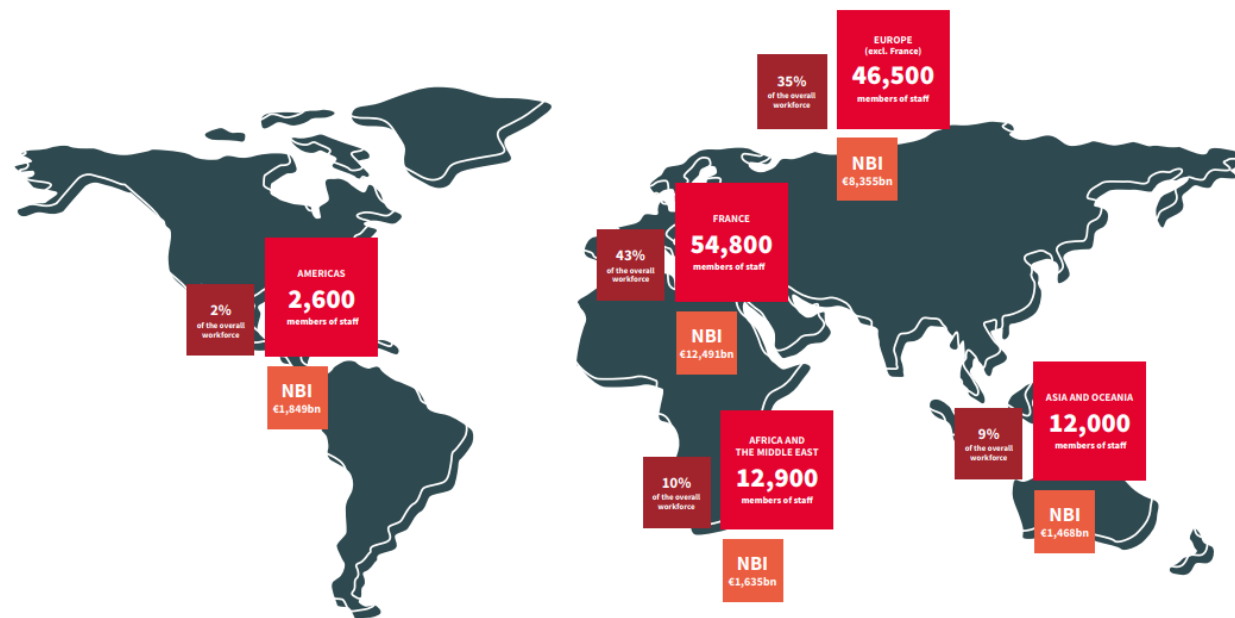 EUROPE
(excl. France)
46,500
members of staff
35%
of the overall
workforce
NBI
€8,355bn
FRANCE
54,800
members of staff
43%
of the overall
workforce
NBI
€12,491bn
AMERICAS
2,600
members of staff
2%
of the overall
workforce
NBI
€1,849bn
ASIA AND OCEANIA
12,000
members of staff
9%
of the overall
workforce
NBI
€1,468bn
AFRICA AND
THE MIDDLE EAST
12,900
members of staff
10%
of the overall
workforce
NBI
€1,635bn